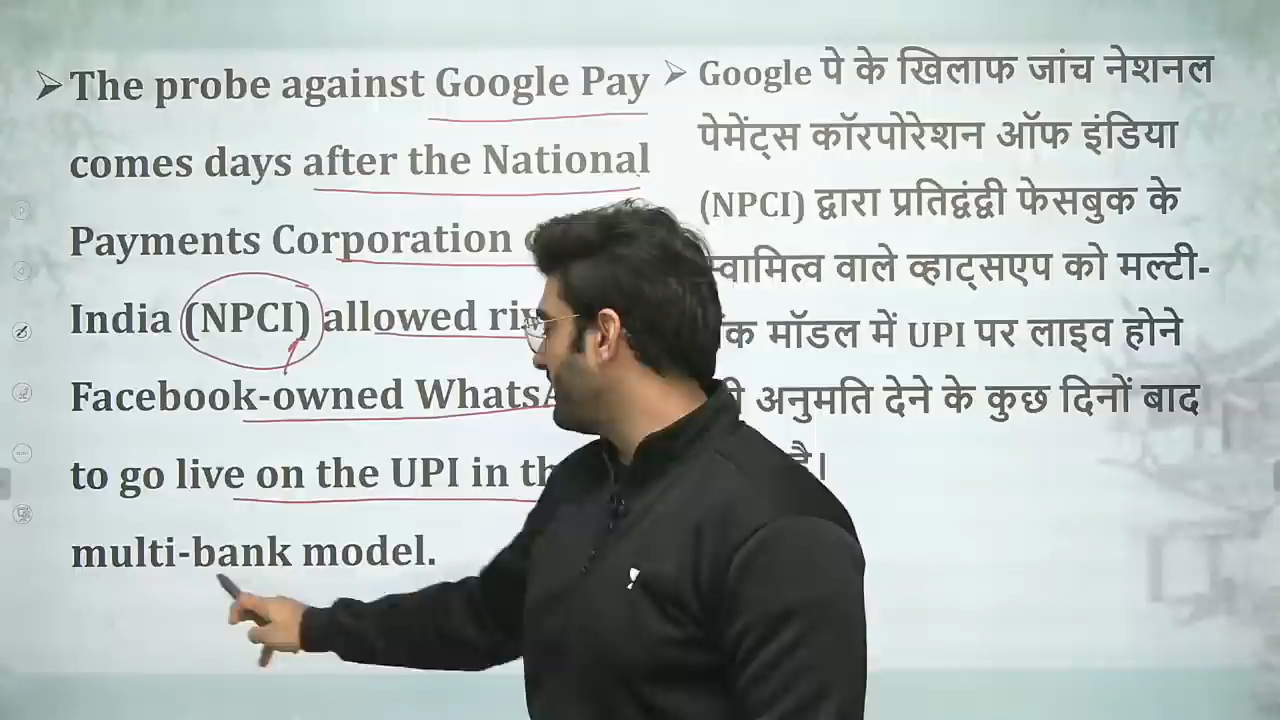 The probe against Google Pay
comes days after the National
Payments Corporation
India (NPCI) allowed
Facebook-owned
to go live on the UPI in
multi-bank model.
Google पे के खिलाफ जांच नेशनल
पेमेंट्स कॉरपोरेशन ऑफ इंडिया
(NPCI) द्वारा प्रतिद्वंद्वी फेसबुक के
स्वामित्व वाले व्हाट्सएप को मल्टी-
मॉडल में UPI पर लाइव होने
अनुमति देने के कुछ दिनों बाद
है।